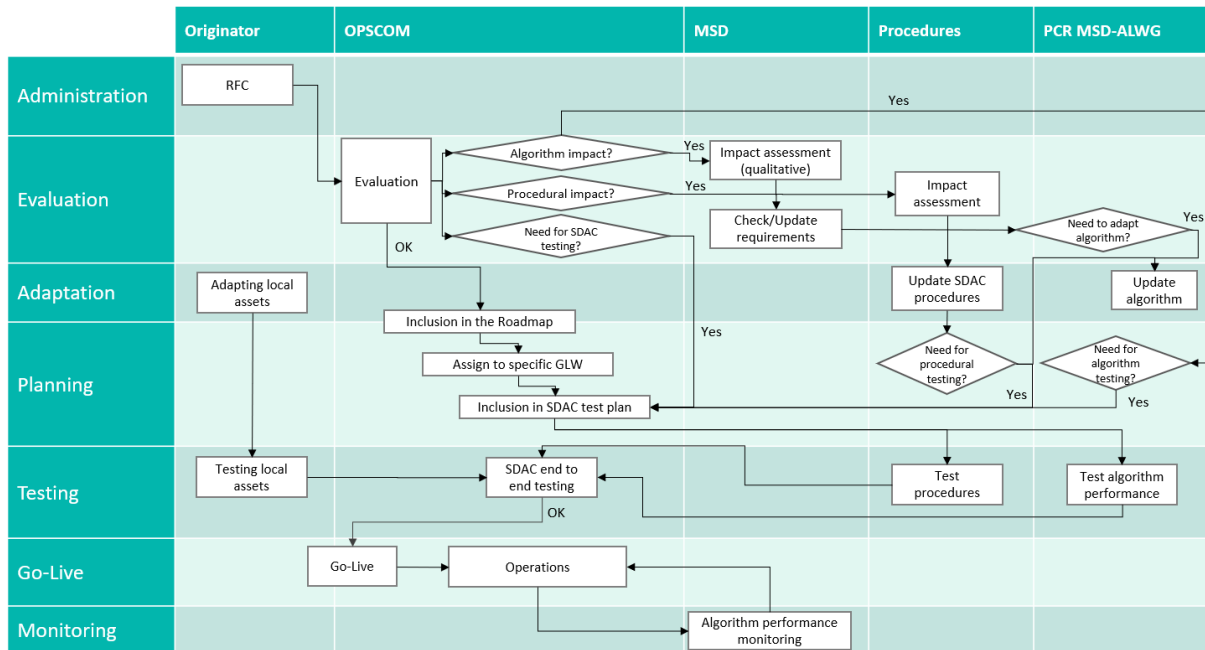 Originator
OPSCOM
MSD
Procedures
PCR MSD-ALWG
Administration
RFC
Yes
Evaluation
Evaluation
Algorithm impact?
Yes
Impact assessment
(qualitative)
Procedural impact?
Yes
Impact
assessment
Need for SDAC
testing?
Check/Update
requirements
Need to adapt
algorithm?
Yes
OK
Adaptation
Adapting local
assets
Update SDAC
procedures
Update
algorithm
Inclusion in the Roadmap
Yes
Planning
Assign to specific GLW
Need for
procedural
testing?
Need for
algorithm
testing?
Yes
Yes
Inclusion in SDAC test plan
Testing
Testing local
assets
SDAC end to
end testing
Test
procedures
Test algorithm
performance
OK
Go-Live
Go-Live
Operations
Monitoring
Algorithm performance
monitoring